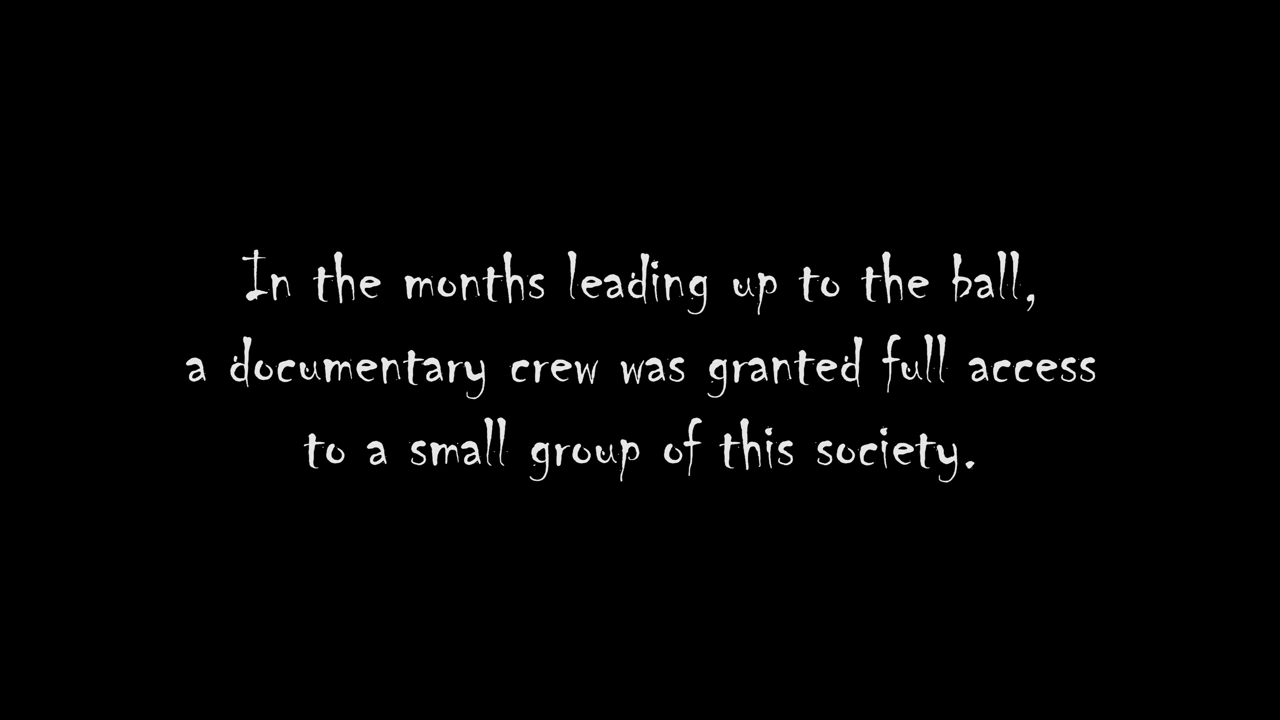 In the months leading up to the ball,
a documentary crew was granted full access
to a small group of this society.